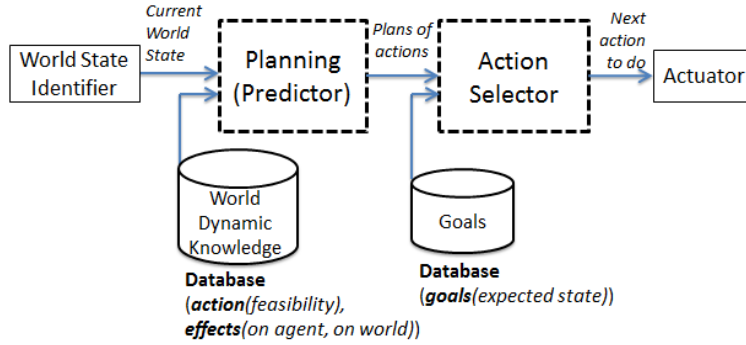 World State
Identifier
Current
World
State
Planning
(Predictor)
Plans of
actions
Action
Selector
Next
action
to do
Actuator
World
Dynamic
Knowledge
Database
(action(feasibility),
effects(on agent, on world))
Goals
Database
(goals(expected state))